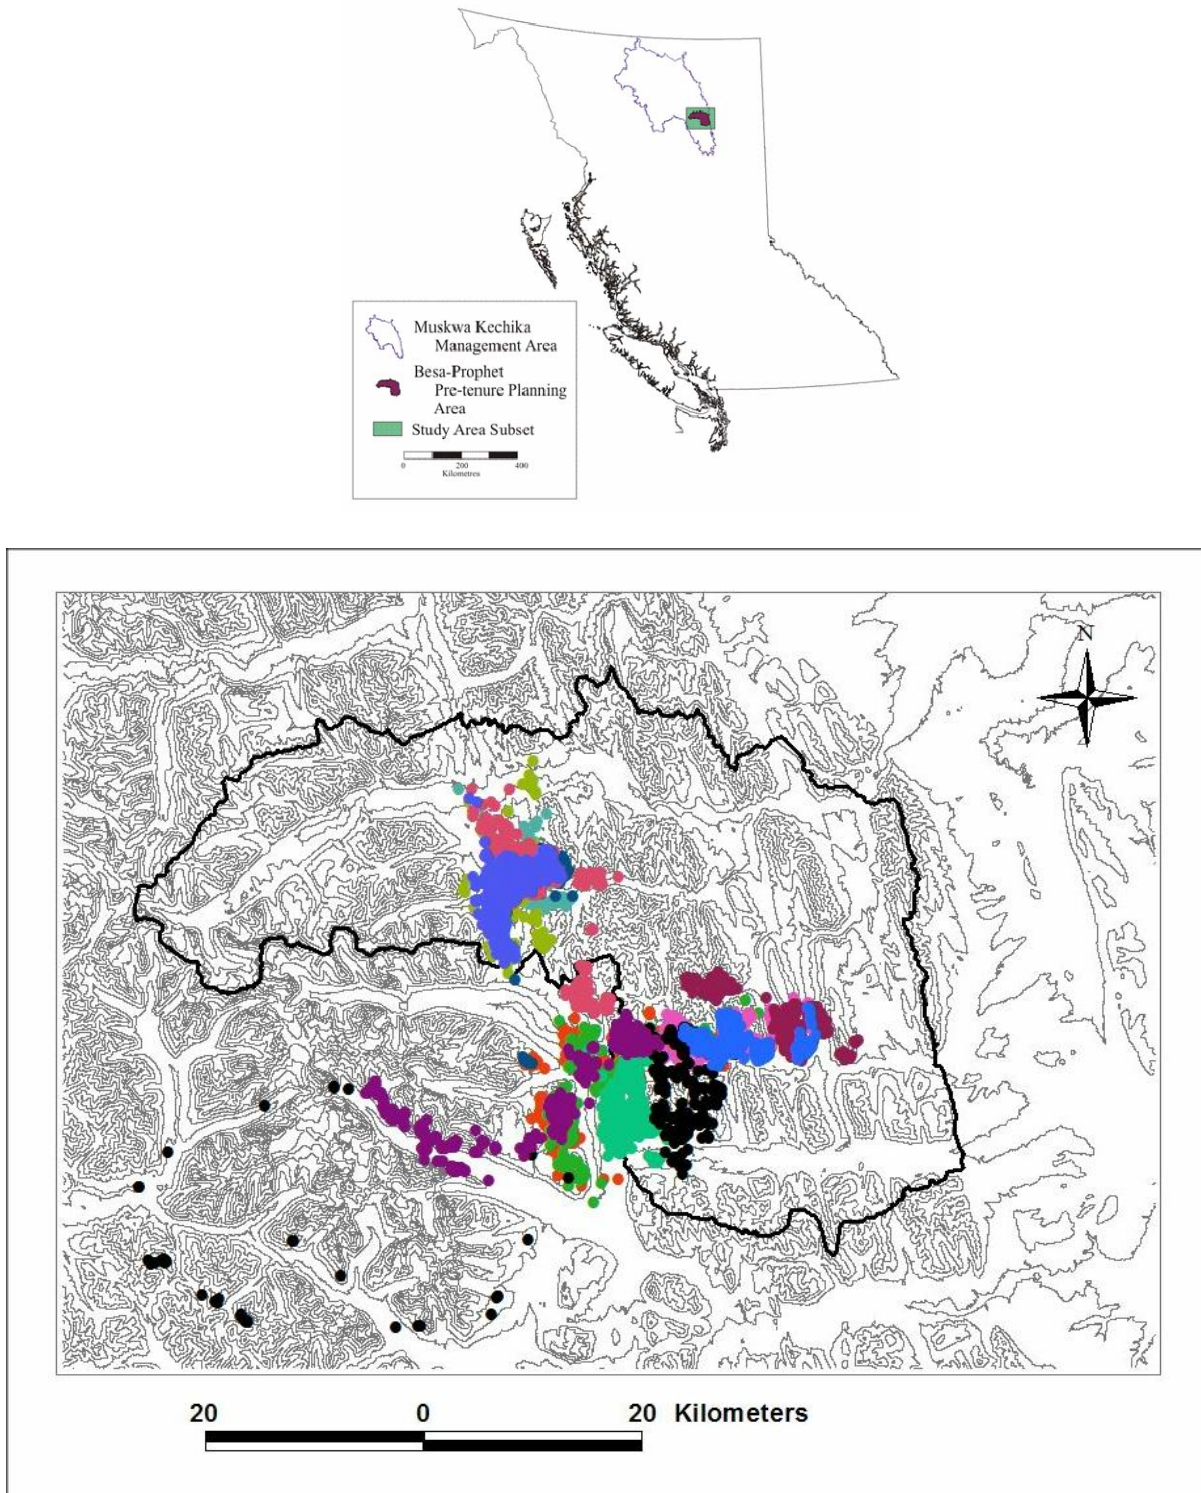 Muskwa Kechika
Management Area
Besa-Prophet
Pre-tenure Planning
Area
Study Area Subset
0 200 400
Kilometres
N
20 0 20 Kilometers